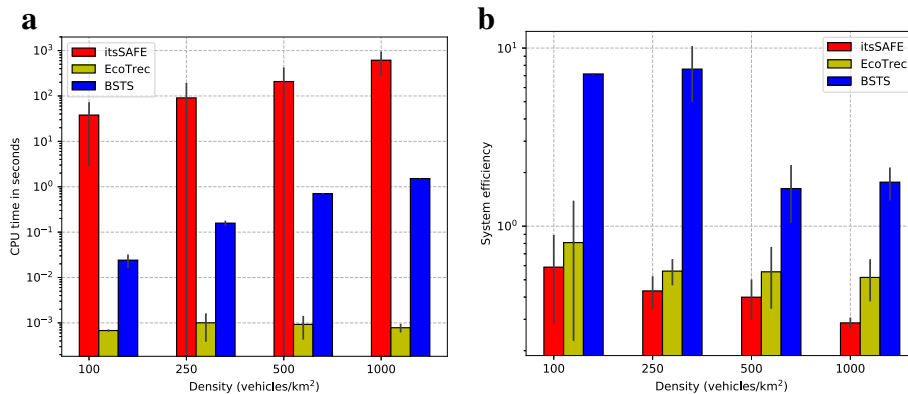 a
CPU time in seconds
10³
10²
10¹
10⁰
10⁻¹
10⁻²
10⁻³
itsSAFE
EcoTrec
BSTS
100
250
500
1000
Density (vehicles/km²)
b
System efficiency
10¹
10⁰
itsSAFE
EcoTrec
BSTS
100
250
500
1000
Density (vehicles/km²)